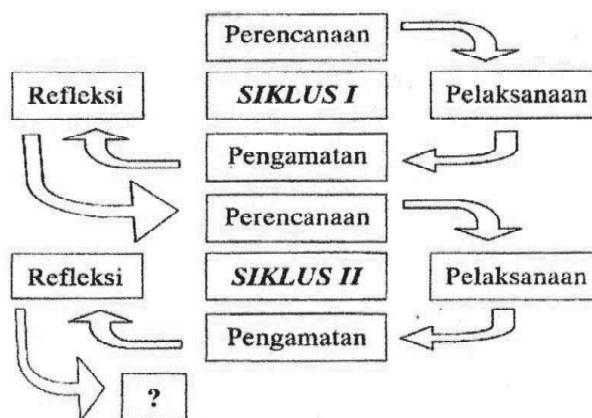 Perencanaan
Refleksi
SIKLUS I
Pelaksanaan
Pengamatan
Perencanaan
Refleksi
SIKLUS II
Pelaksanaan
Pengamatan
?